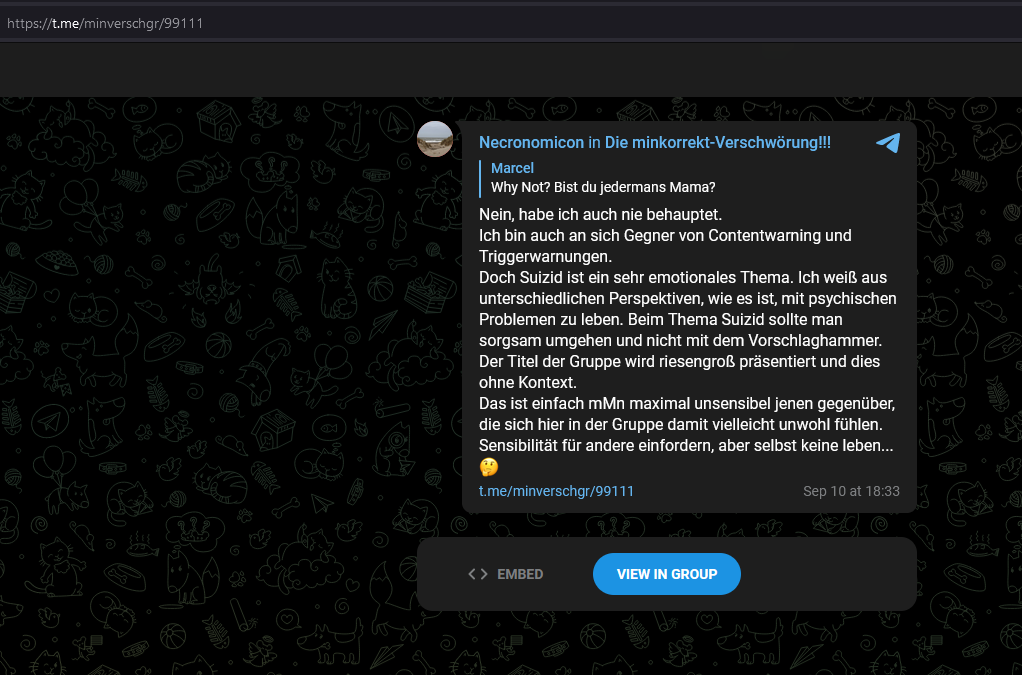 https://t.me/minverschgr/99111
Necronomicon in Die minkorrekt-Verschwörung!!!
Marcel
Why Not? Bist du jedermans Mama?
Nein, habe ich auch nie behauptet.
Ich bin auch an sich Gegner von Contentwarning und
Triggerwarnungen.
Doch Suizid ist ein sehr emotionales Thema. Ich weiß aus
unterschiedlichen Perspektiven, wie es ist, mit psychischen
Problemen zu leben. Beim Thema Suizid sollte man
sorgsam umgehen und nicht mit dem Vorschlaghammer.
Der Titel der Gruppe wird riesengroß präsentiert und dies
ohne Kontext.
Das ist einfach mMn maximal unsensibel jenen gegenüber,
die sich hier in der Gruppe damit vielleicht unwohl fühlen.
Sensibilität für andere einfordern, aber selbst keine leben...
🤔
t.me/minverschgr/99111 Sep 10 at 18:33
<> EMBED VIEW IN GROUP